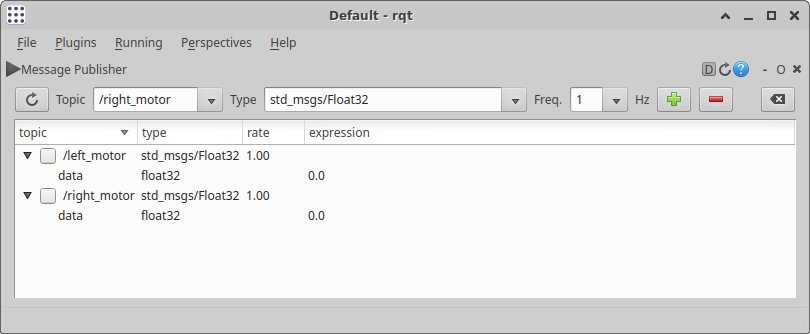 Default - rqt
File Plugins Running Perspectives Help
Message Publisher D ? - O
Topic /right_motor Type std_msgs/Float32 Freq. 1 Hz
topic type rate expression
/left_motor std_msgs/Float32 1.00
data float32 0.0
/right_motor std_msgs/Float32 1.00
data float32 0.0